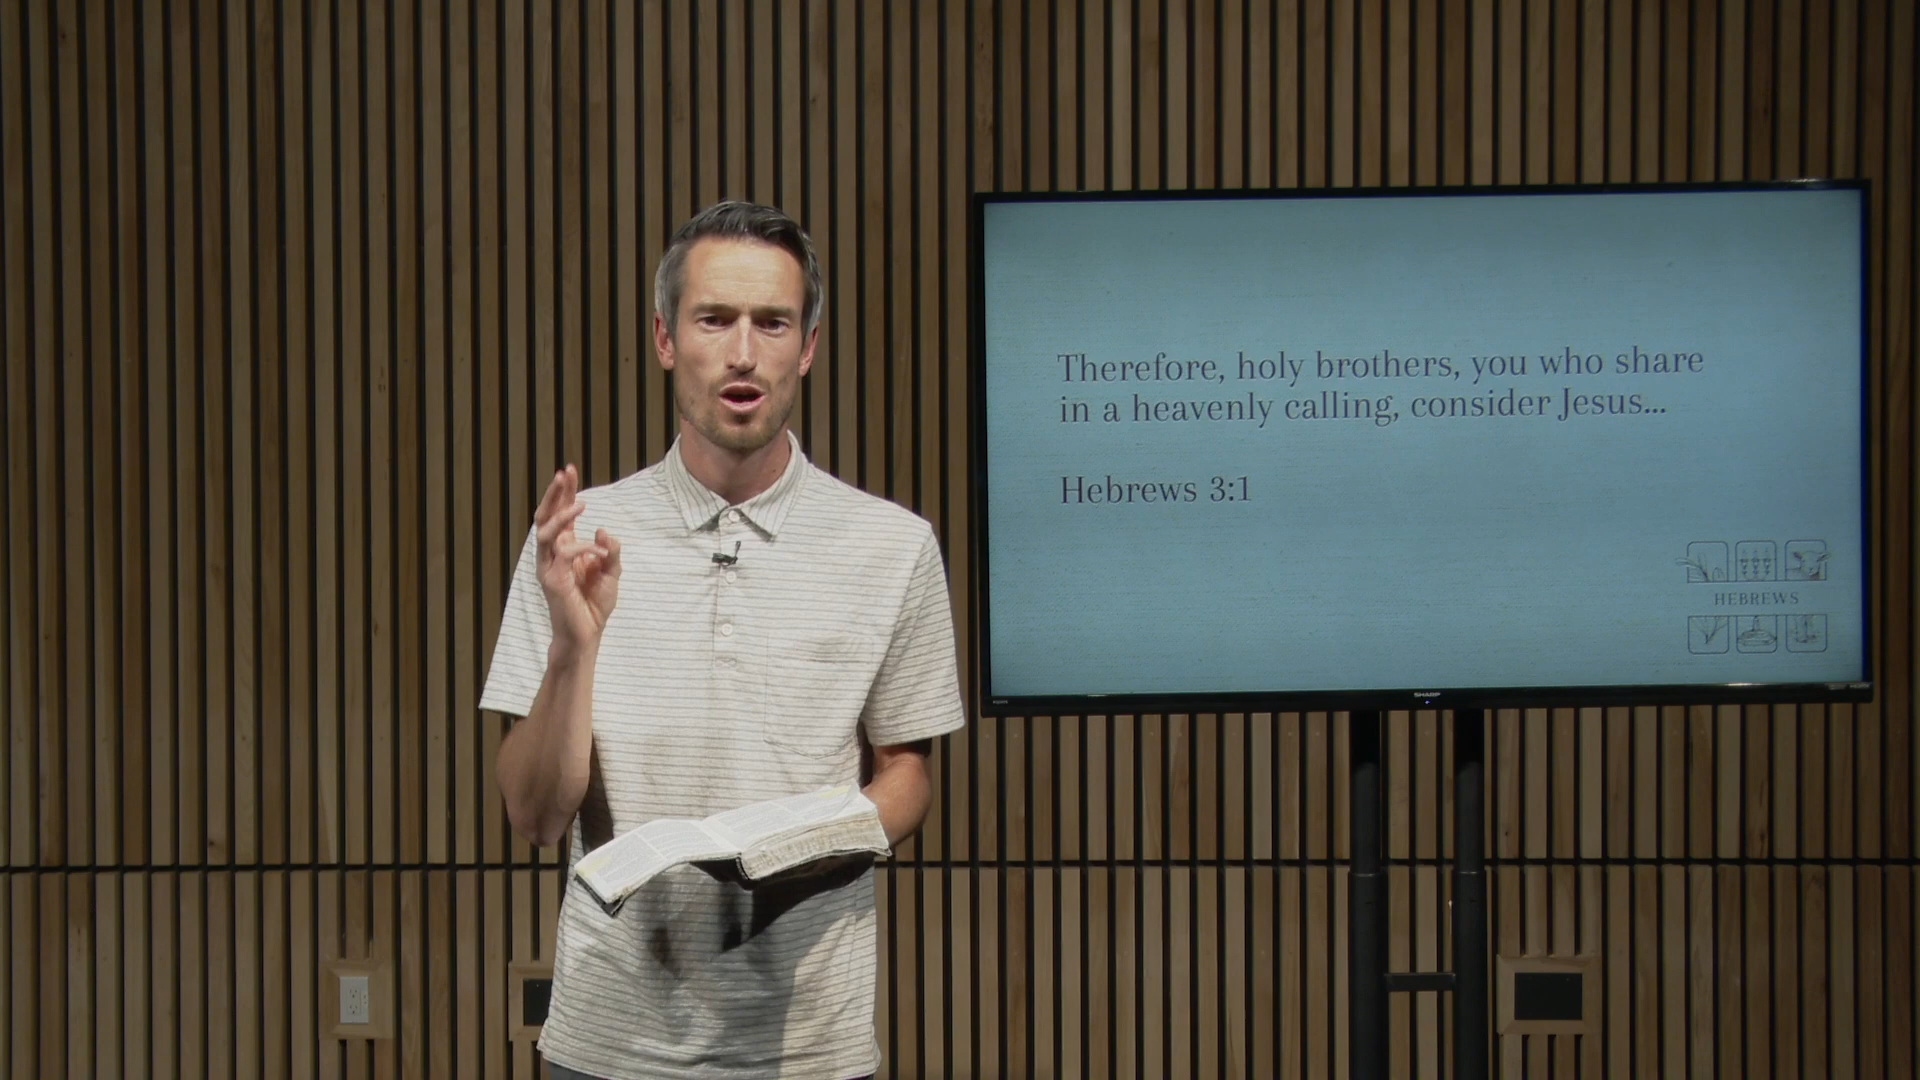 Therefore, holy brothers, you who share
in a heavenly calling, consider Jesus...
Hebrews 3:1
HEBREWS
SHARP